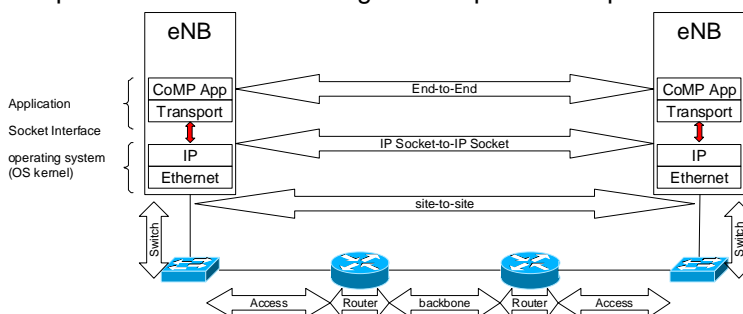 eNB
eNB
CoMP App
End-to-End
CoMP App
Application
Transport
Transport
Socket Interface
IP Socket-to-IP Socket
operating system
IP
IP
(OS kernel)
Ethernet
Ethernet
site-to-site
Switch
Switch
Access
Router
backbone
Router
Access